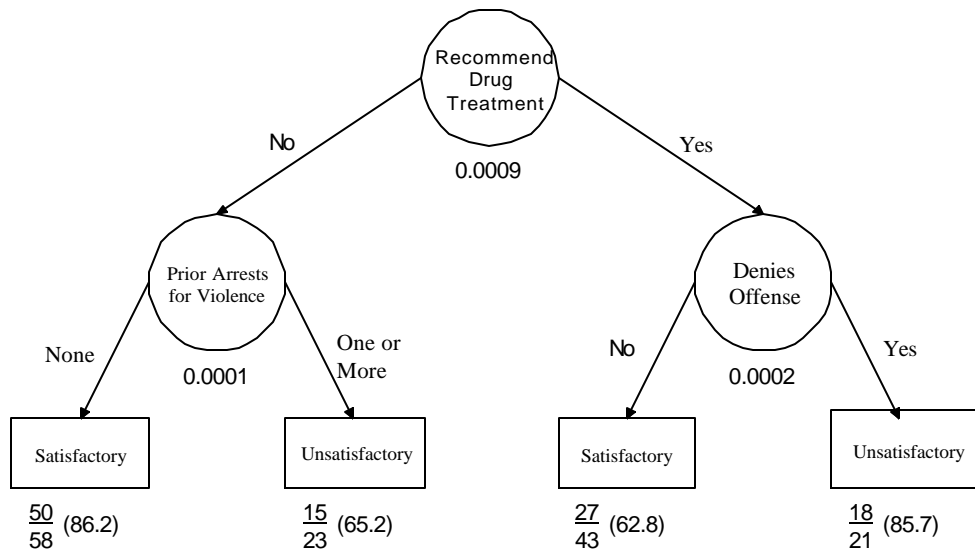 Recommend
Drug
Treatment
No
Yes
0.0009
Prior Arrests
for Violence
Denies
Offense
None
One or
More
No
Yes
0.0001
0.0002
Satisfactory
Unsatisfactory
Satisfactory
Unsatisfactory
50
58 (86.2)
15
23 (65.2)
27
43 (62.8)
18
21 (85.7)